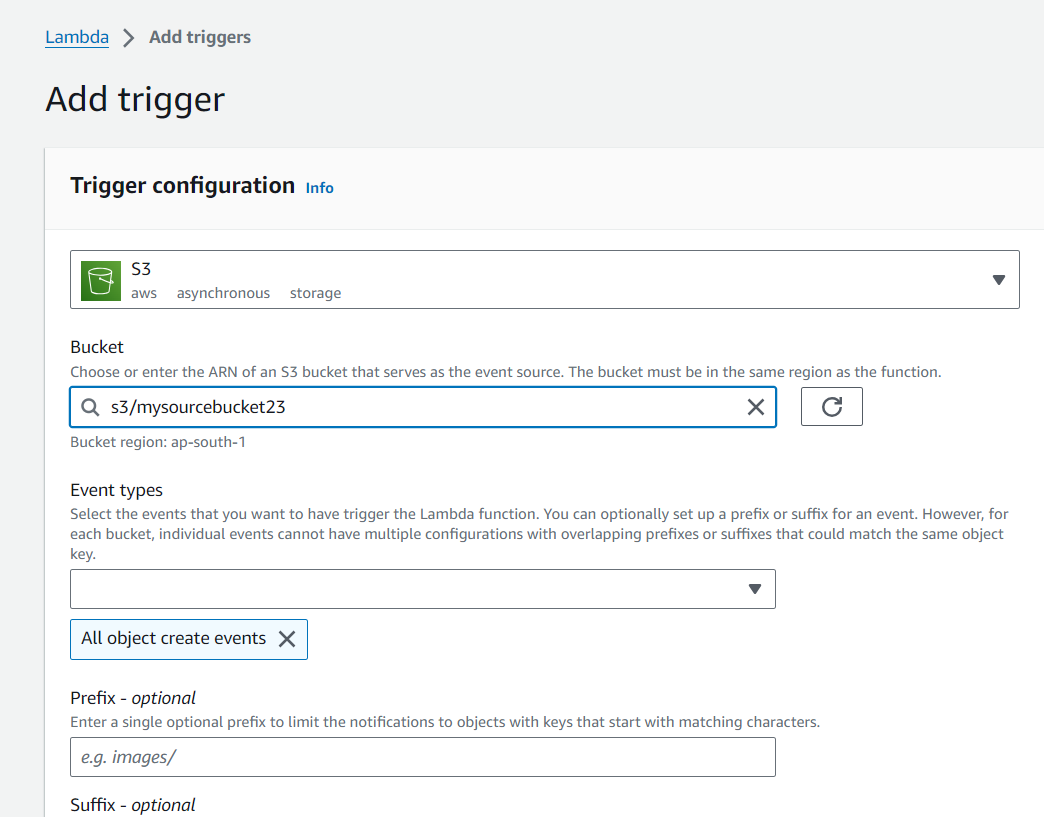 Lambda > Add triggers
Add trigger
Trigger configuration Info
S3
aws asynchronous storage
Bucket
Choose or enter the ARN of an S3 bucket that serves as the event source. The bucket must be in the same region as the function.
s3/mysourcebucket23
Bucket region: ap-south-1
Event types
Select the events that you want to have trigger the Lambda function. You can optionally set up a prefix or suffix for an event. However, for
each bucket, individual events cannot have multiple configurations with overlapping prefixes or suffixes that could match the same object
key.
All object create events
Prefix - optional
Enter a single optional prefix to limit the notifications to objects with keys that start with matching characters.
e.g. images/
Suffix - optional